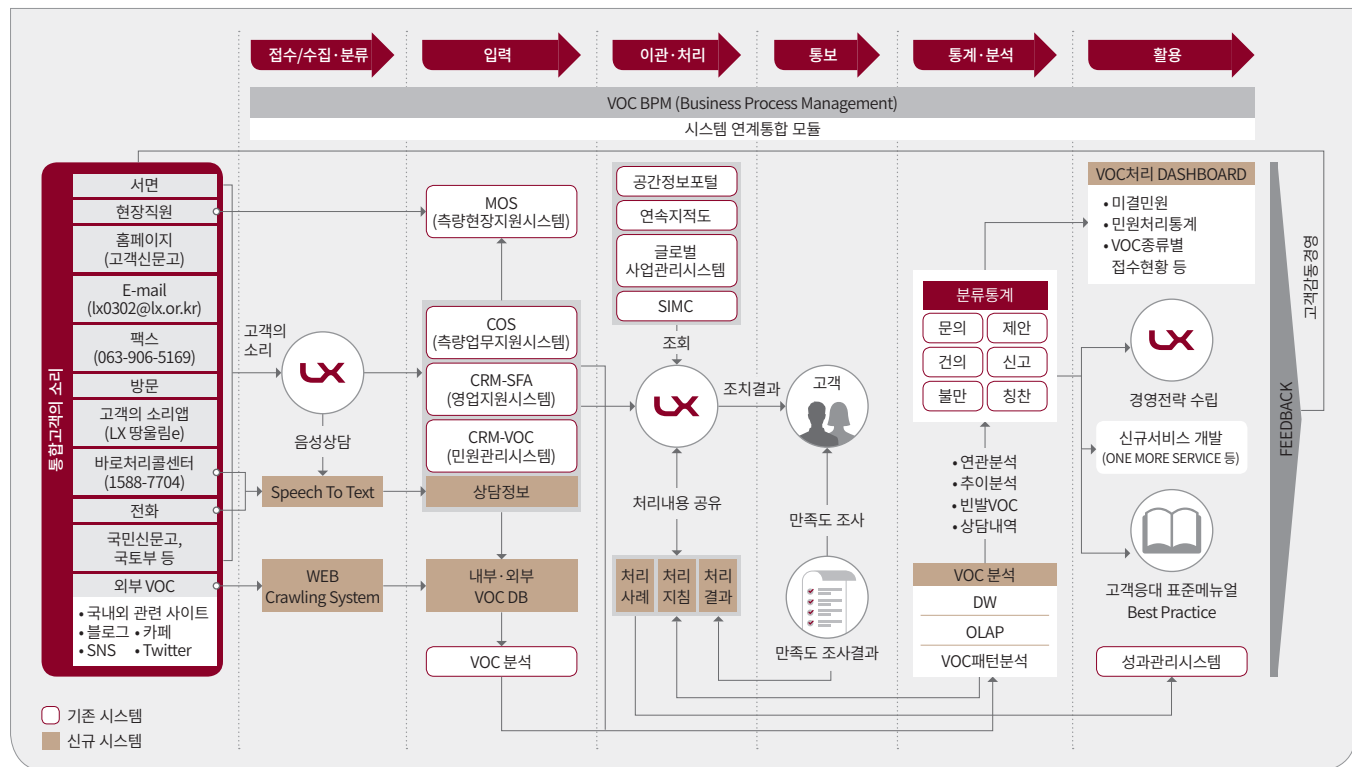 접수/수집·분류
입력
이관·처리
통보
통계·분석
활용
VOC BPM (Business Process Management)
시스템 연계통합 모듈
통합고객의 소리
서면
현장직원
홈페이지
(고객신문고)
E-mail
(lx0302@lx.or.kr)
팩스
(063-906-5169)
방문
고객의 소리앱
(LX 땅울림e)
바로처리콜센터
(1588-7704)
전화
국민신문고,
국토부 등
외부 VOC
• 국내외 관련 사이트
• 블로그 • 카페
• SNS • Twitter
고객의
소리
LX
음성상담
Speech To Text
WEB
Crawling System
MOS
(측량현장지원시스템)
COS
(측량업무지원시스템)
CRM-SFA
(영업지원시스템)
CRM-VOC
(민원관리시스템)
상담정보
내부·외부
VOC DB
VOC 분석
공간정보포털
연속지적도
글로벌
사업관리시스템
SIMC
조회
LX
조치결과
처리내용 공유
처리
사례
처리
지침
처리
결과
고객
만족도 조사
만족도 조사결과
분류통계
문의
제안
건의
신고
불만
칭찬
• 연관분석
• 추이분석
• 빈발VOC
• 상담내역
VOC 분석
DW
OLAP
VOC패턴분석
VOC처리 DASHBOARD
• 미결민원
• 민원처리통계
• VOC종류별
접수현황 등
LX
경영전략 수립
신규서비스 개발
(ONE MORE SERVICE 등)
고객응대 표준메뉴얼
Best Practice
성과관리시스템
FEEDBACK
고객감동경영
기존 시스템
신규 시스템